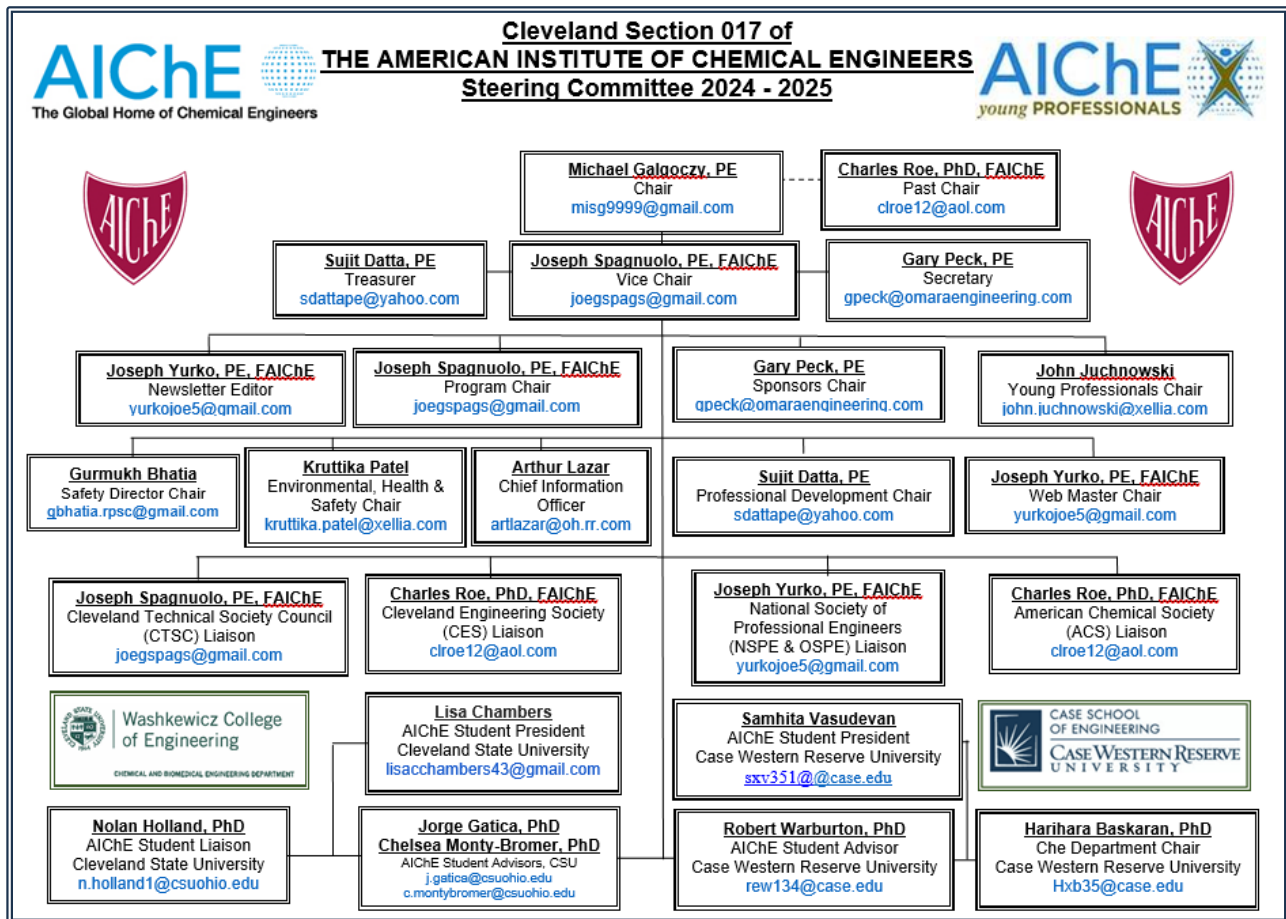 Cleveland Section 017 of
THE AMERICAN INSTITUTE OF CHEMICAL ENGINEERS
Steering Committee 2024 - 2025
AIChE
The Global Home of Chemical Engineers
AIChE
young PROFESSIONALS
AIChE
AIChE
Michael Galgoczy, PE
Chair
misg9999@gmail.com
Charles Roe, PhD, FAIChE
Past Chair
clroe12@aol.com
Sujit Datta, PE
Treasurer
sdattape@yahoo.com
Joseph Spagnuolo, PE, FAIChE
Vice Chair
joegspags@gmail.com
Gary Peck, PE
Secretary
gpeck@omaraengineering.com
Joseph Yurko, PE, FAIChE
Newsletter Editor
yurkojoe5@gmail.com
Joseph Spagnuolo, PE, FAIChE
Program Chair
joegspags@gmail.com
Gary Peck, PE
Sponsors Chair
gpeck@omaraengineering.com
John Juchnowski
Young Professionals Chair
john.juchnowski@xellia.com
Gurmukh Bhatia
Safety Director Chair
gbhatia.rpsc@gmail.com
Kruttika Patel
Environmental, Health &
Safety Chair
kruttika.patel@xellia.com
Arthur Lazar
Chief Information
Officer
artlazar@oh.rr.com
Sujit Datta, PE
Professional Development Chair
sdattape@yahoo.com
Joseph Yurko, PE, FAIChE
Web Master Chair
yurkojoe5@gmail.com
Joseph Spagnuolo, PE, FAIChE
Cleveland Technical Society Council
(CTSC) Liaison
joegspags@gmail.com
Charles Roe, PhD, FAIChE
Cleveland Engineering Society
(CES) Liaison
clroe12@aol.com
Joseph Yurko, PE, FAIChE
National Society of
Professional Engineers
(NSPE & OSPE) Liaison
yurkojoe5@gmail.com
Charles Roe, PhD, FAIChE
American Chemical Society
(ACS) Liaison
clroe12@aol.com
Washkewicz College
of Engineering
CHEMICAL AND BIOMEDICAL ENGINEERING DEPARTMENT
Lisa Chambers
AIChE Student President
Cleveland State University
lisacchambers43@gmail.com
Samhita Vasudevan
AIChE Student President
Case Western Reserve University
sxv351@@case.edu
CASE SCHOOL
OF ENGINEERING
CASE WESTERN RESERVE
UNIVERSITY
Nolan Holland, PhD
AIChE Student Liaison
Cleveland State University
n.holland1@csuohio.edu
Jorge Gatica, PhD
Chelsea Monty-Bromer, PhD
AIChE Student Advisors, CSU
j.gatica@csuohio.edu
c.montybromer@csuohio.edu
Robert Warburton, PhD
AIChE Student Advisor
Case Western Reserve University
rew134@case.edu
Harihara Baskaran, PhD
Che Department Chair
Case Western Reserve University
Hxb35@case.edu